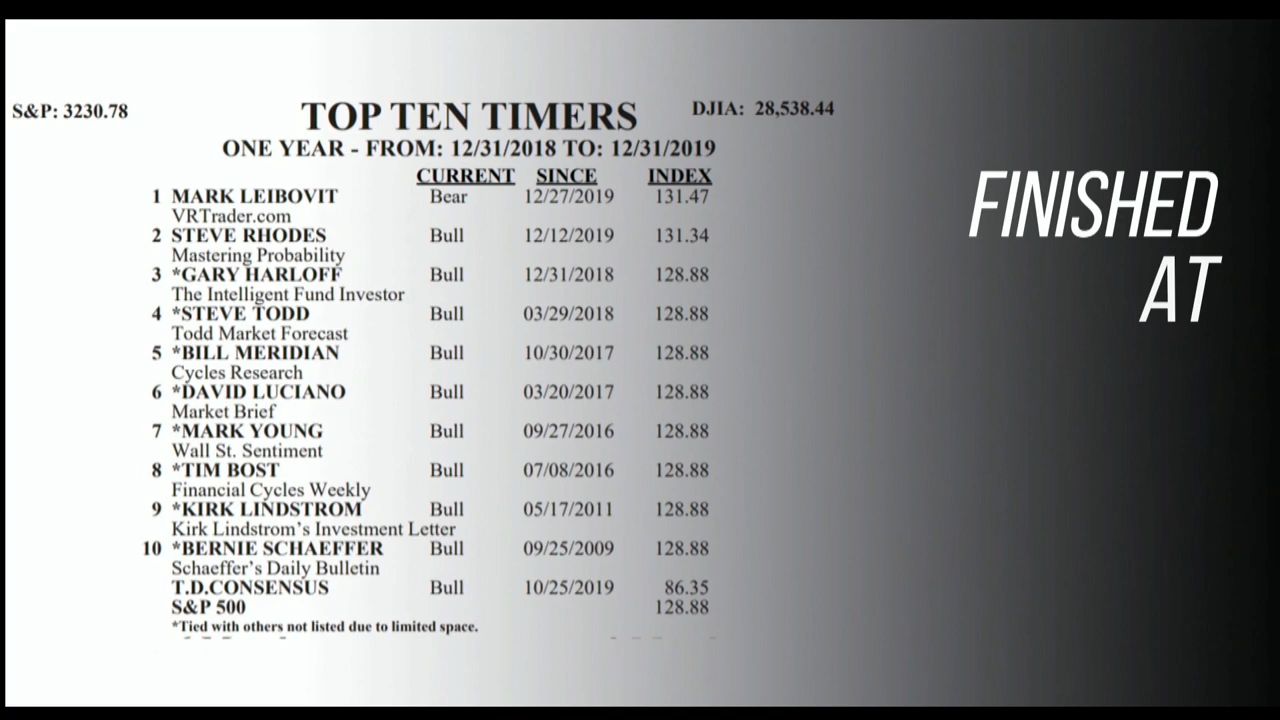 S&P: 3230.78 TOP TEN TIMERS DJIA: 28,538.44
ONE YEAR - FROM: 12/31/2018 TO: 12/31/2019
CURRENT SINCE INDEX
1 MARK LEIBOVIT Bear 12/27/2019 131.47
VRTrader.com
2 STEVE RHODES Bull 12/12/2019 131.34
Mastering Probability
3 *GARY HARLOFF Bull 12/31/2018 128.88
The Intelligent Fund Investor
4 *STEVE TODD Bull 03/29/2018 128.88
Todd Market Forecast
5 *BILL MERIDIAN Bull 10/30/2017 128.88
Cycles Research
6 *DAVID LUCIANO Bull 03/20/2017 128.88
Market Brief
7 *MARK YOUNG Bull 09/27/2016 128.88
Wall St. Sentiment
8 *TIM BOST Bull 07/08/2016 128.88
Financial Cycles Weekly
9 *KIRK LINDSTROM Bull 05/17/2011 128.88
Kirk Lindstrom's Investment Letter
10 *BERNIE SCHAEFFER Bull 09/25/2009 128.88
Schaeffer's Daily Bulletin
T.D.CONSENSUS Bull 10/25/2019 86.35
S&P 500 128.88
*Tied with others not listed due to limited space.
FINISHED
AT